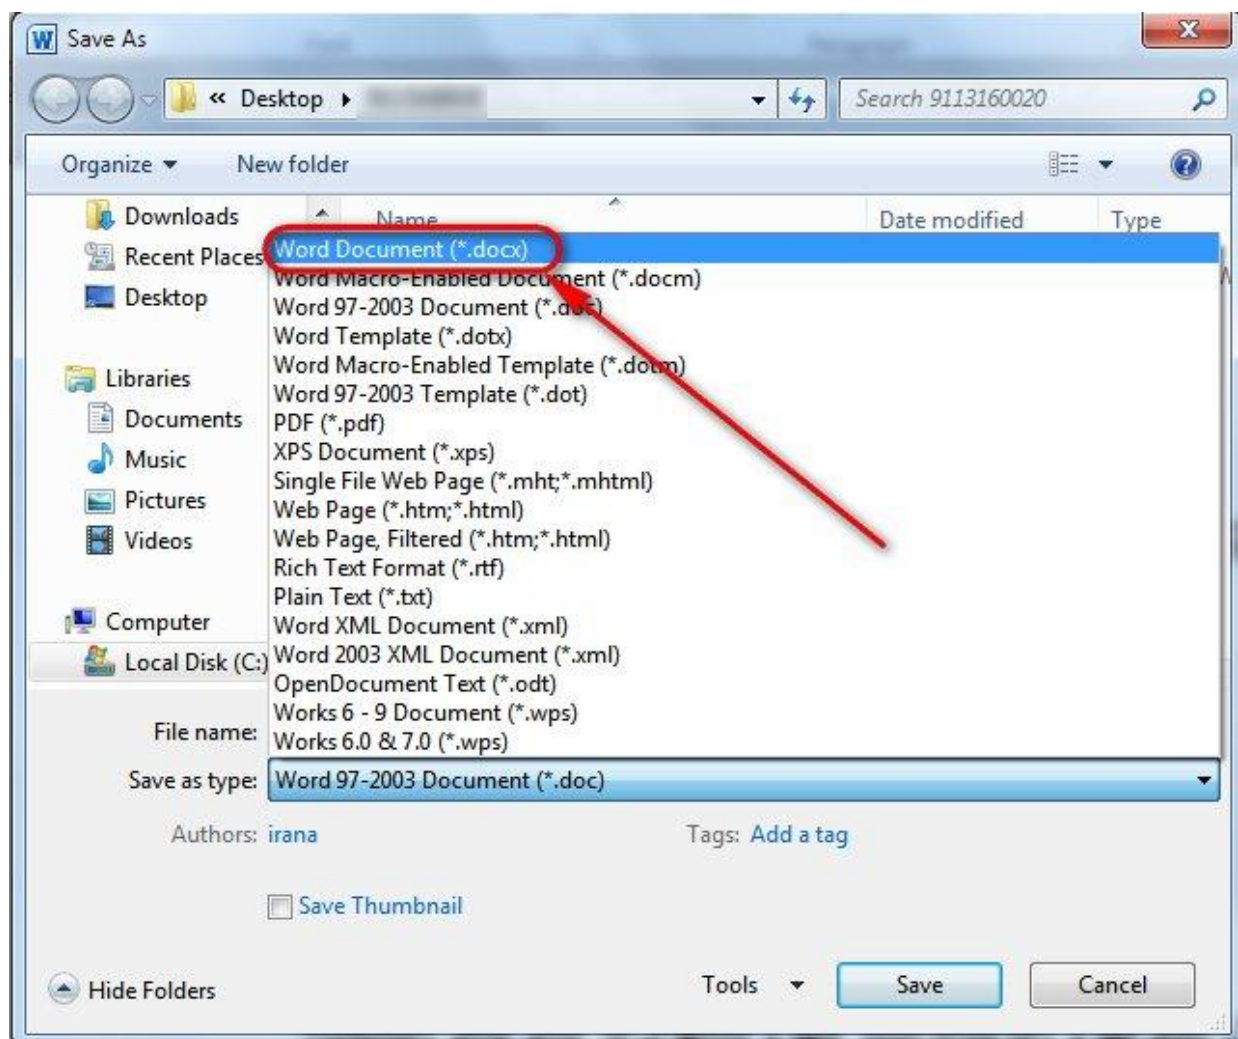 Save As
« Desktop
Search 9113160020
Organize
New folder
Name
Date modified
Type
Downloads
Recent Places
Desktop
Libraries
Documents
Music
Pictures
Videos
Computer
Local Disk (C:)
Word Document (*.docx)
Word Macro-Enabled Document (*.docm)
Word 97-2003 Document (*.doc)
Word Template (*.dotx)
Word Macro-Enabled Template (*.dotm)
Word 97-2003 Template (*.dot)
PDF (*.pdf)
XPS Document (*.xps)
Single File Web Page (*.mht;*.mhtml)
Web Page (*.htm;*.html)
Web Page, Filtered (*.htm;*.html)
Rich Text Format (*.rtf)
Plain Text (*.txt)
Word XML Document (*.xml)
Word 2003 XML Document (*.xml)
OpenDocument Text (*.odt)
Works 6 - 9 Document (*.wps)
Works 6.0 & 7.0 (*.wps)
File name:
Save as type: Word 97-2003 Document (*.doc)
Authors: irana
Tags: Add a tag
Save Thumbnail
Hide Folders
Tools
Save
Cancel